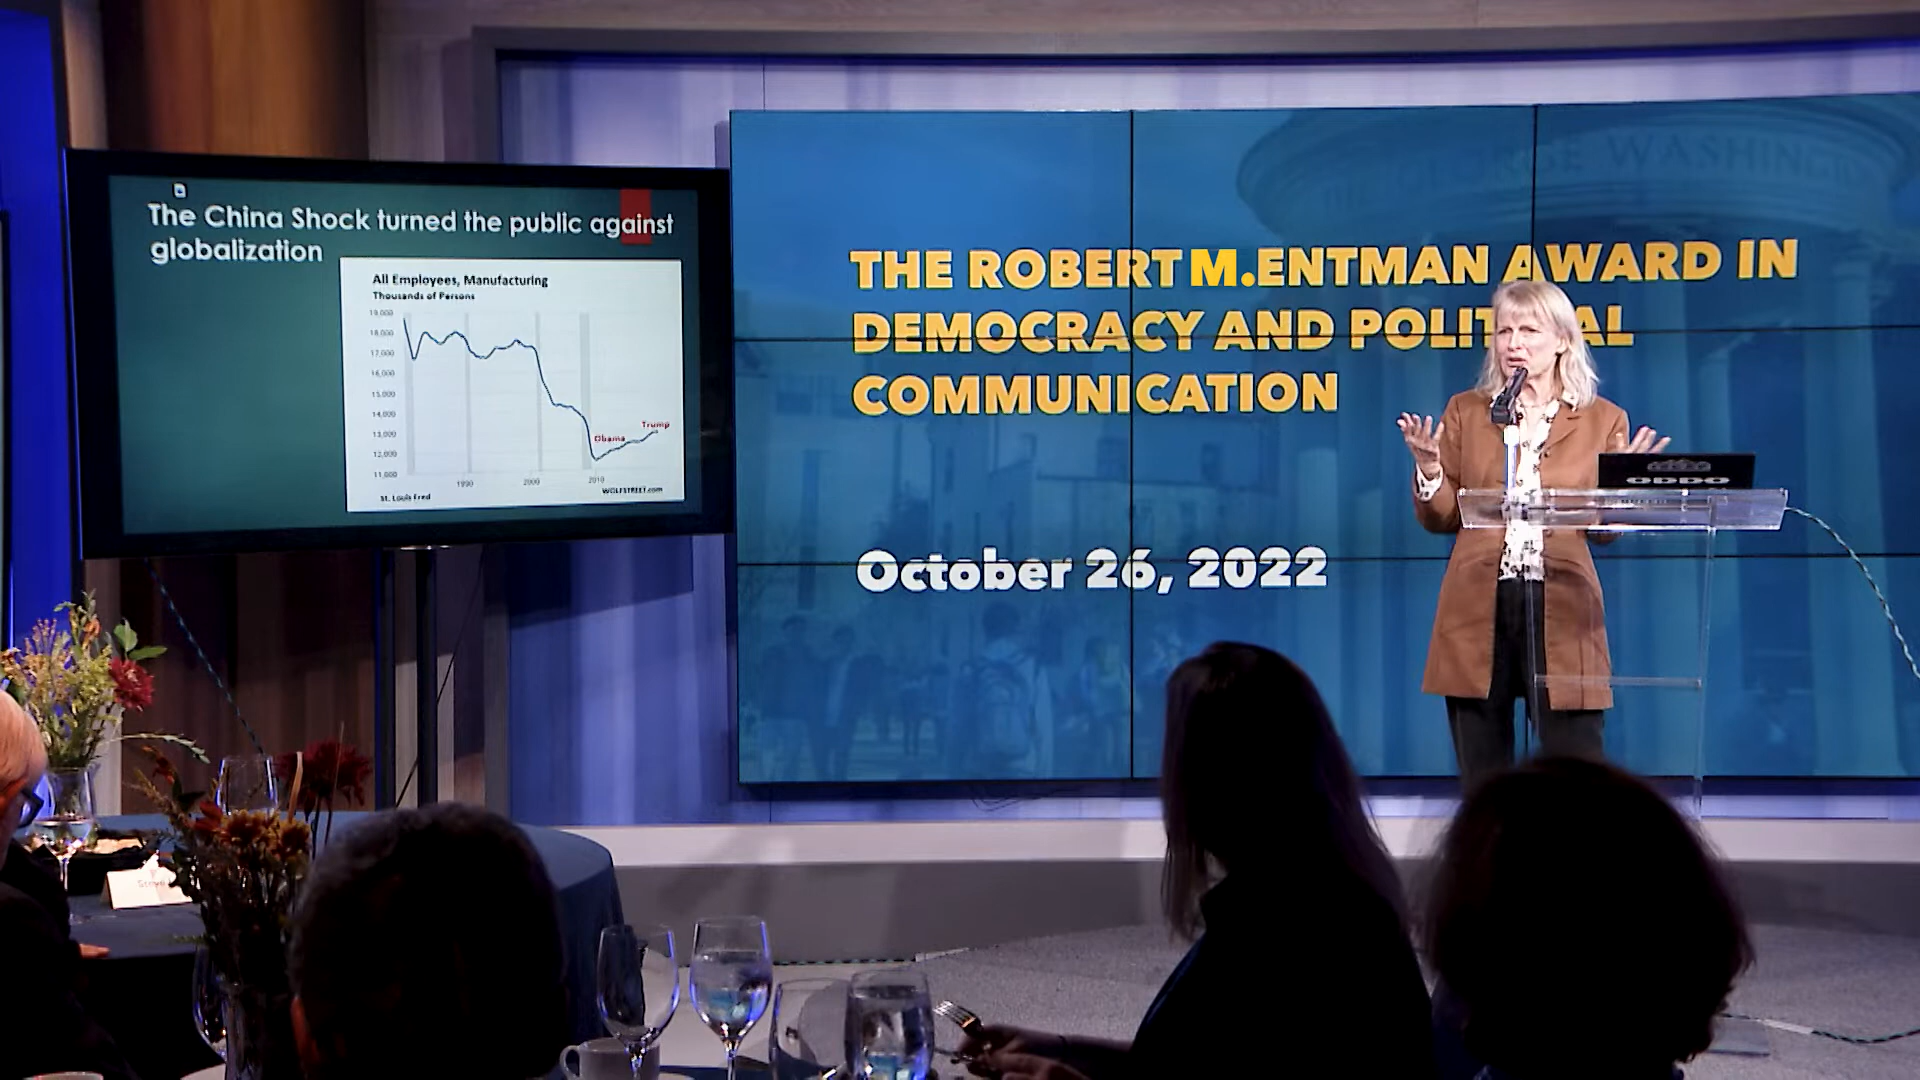 The China Shock turned the public against
globalization
All Employees, Manufacturing
Thousands of Persons
19,000
18,000
17,000
16,000
15,000
14,000
13,000
12,000
11,000
Obama
Trump
1990
2000
2010
St. Louis Fred
WOLFSTREET.com
THE ROBERT M. ENTMAN AWARD IN
DEMOCRACY AND POLITICAL
COMMUNICATION
October 26, 2022
WASHING